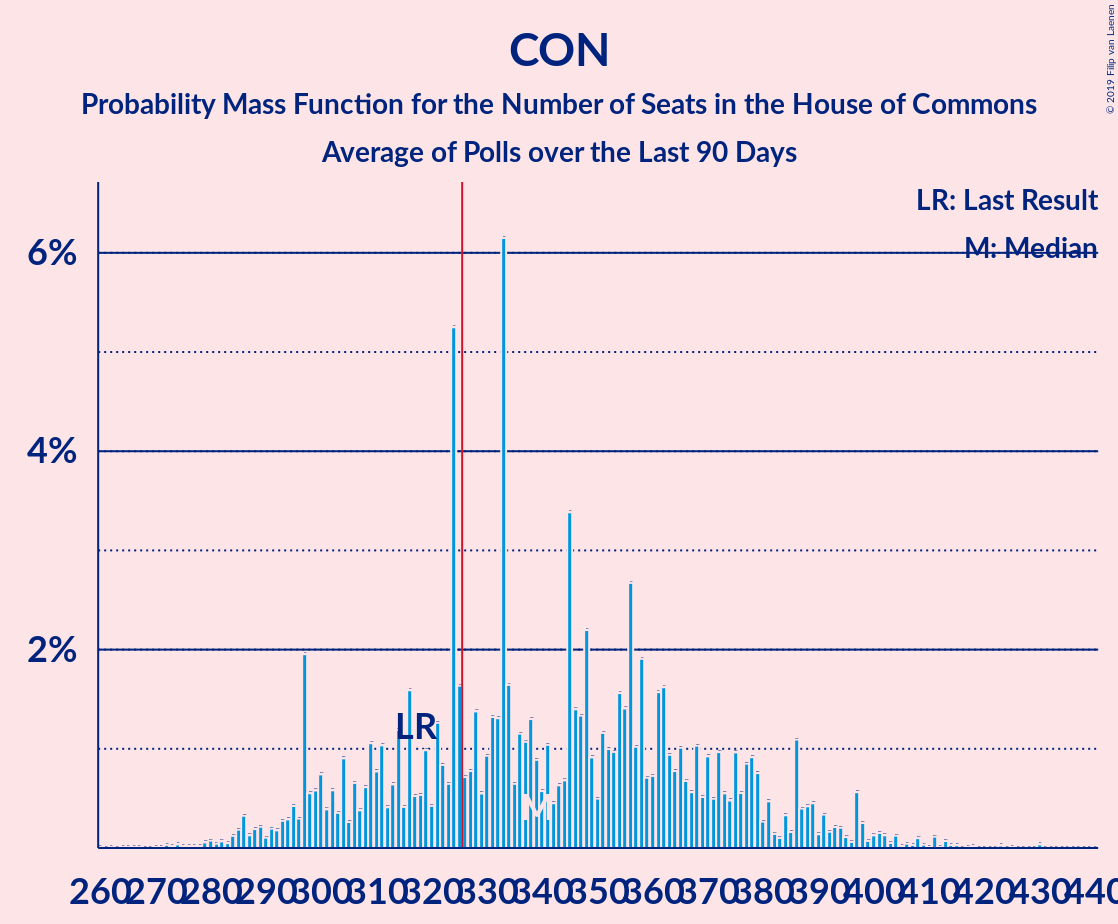 CON
Probability Mass Function for the Number of Seats in the House of Commons
Average of Polls over the Last 90 Days
© 2019 Filip van Laenen
LR: Last Result
M: Median
6%
4%
2%
LR
M
260 270 280 290 300 310 320 330 340 350 360 370 380 390 400 410 420 430 440